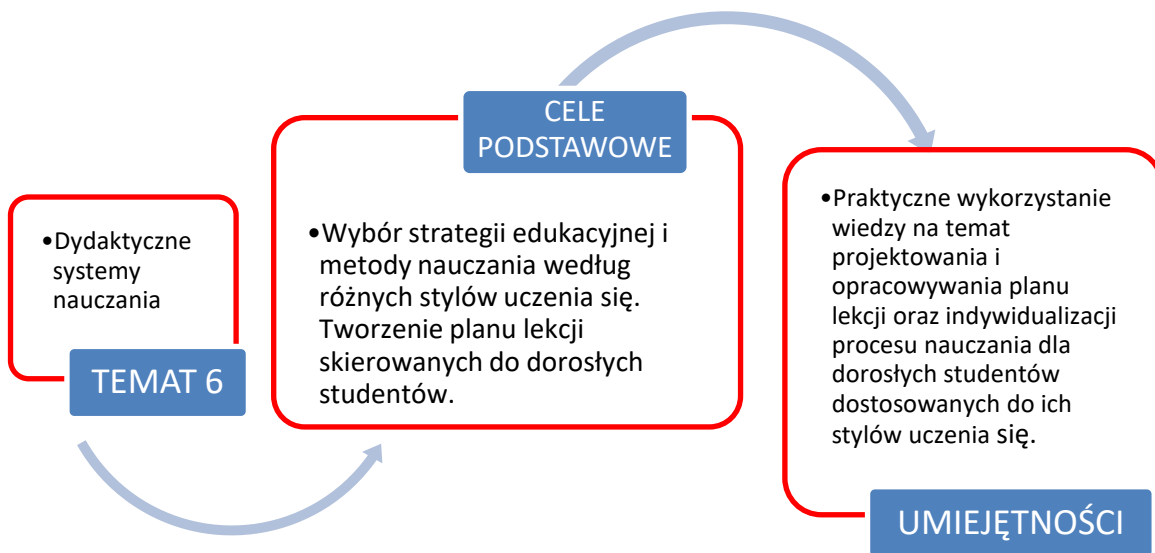 •Dydaktyczne
systemy
nauczania
TEMAT 6
CELE
PODSTAWOWE
•Wybór strategii edukacyjnej i
metody nauczania według
różnych stylów uczenia się.
Tworzenie planu lekcji
skierowanych do dorosłych
studentów.
•Praktyczne wykorzystanie
wiedzy na temat
projektowania i
opracowywania planu
lekcji oraz indywidualizacji
procesu nauczania dla
dorosłych studentów
dostosowanych do ich
stylów uczenia się.
UMIEJĘTNOŚCI